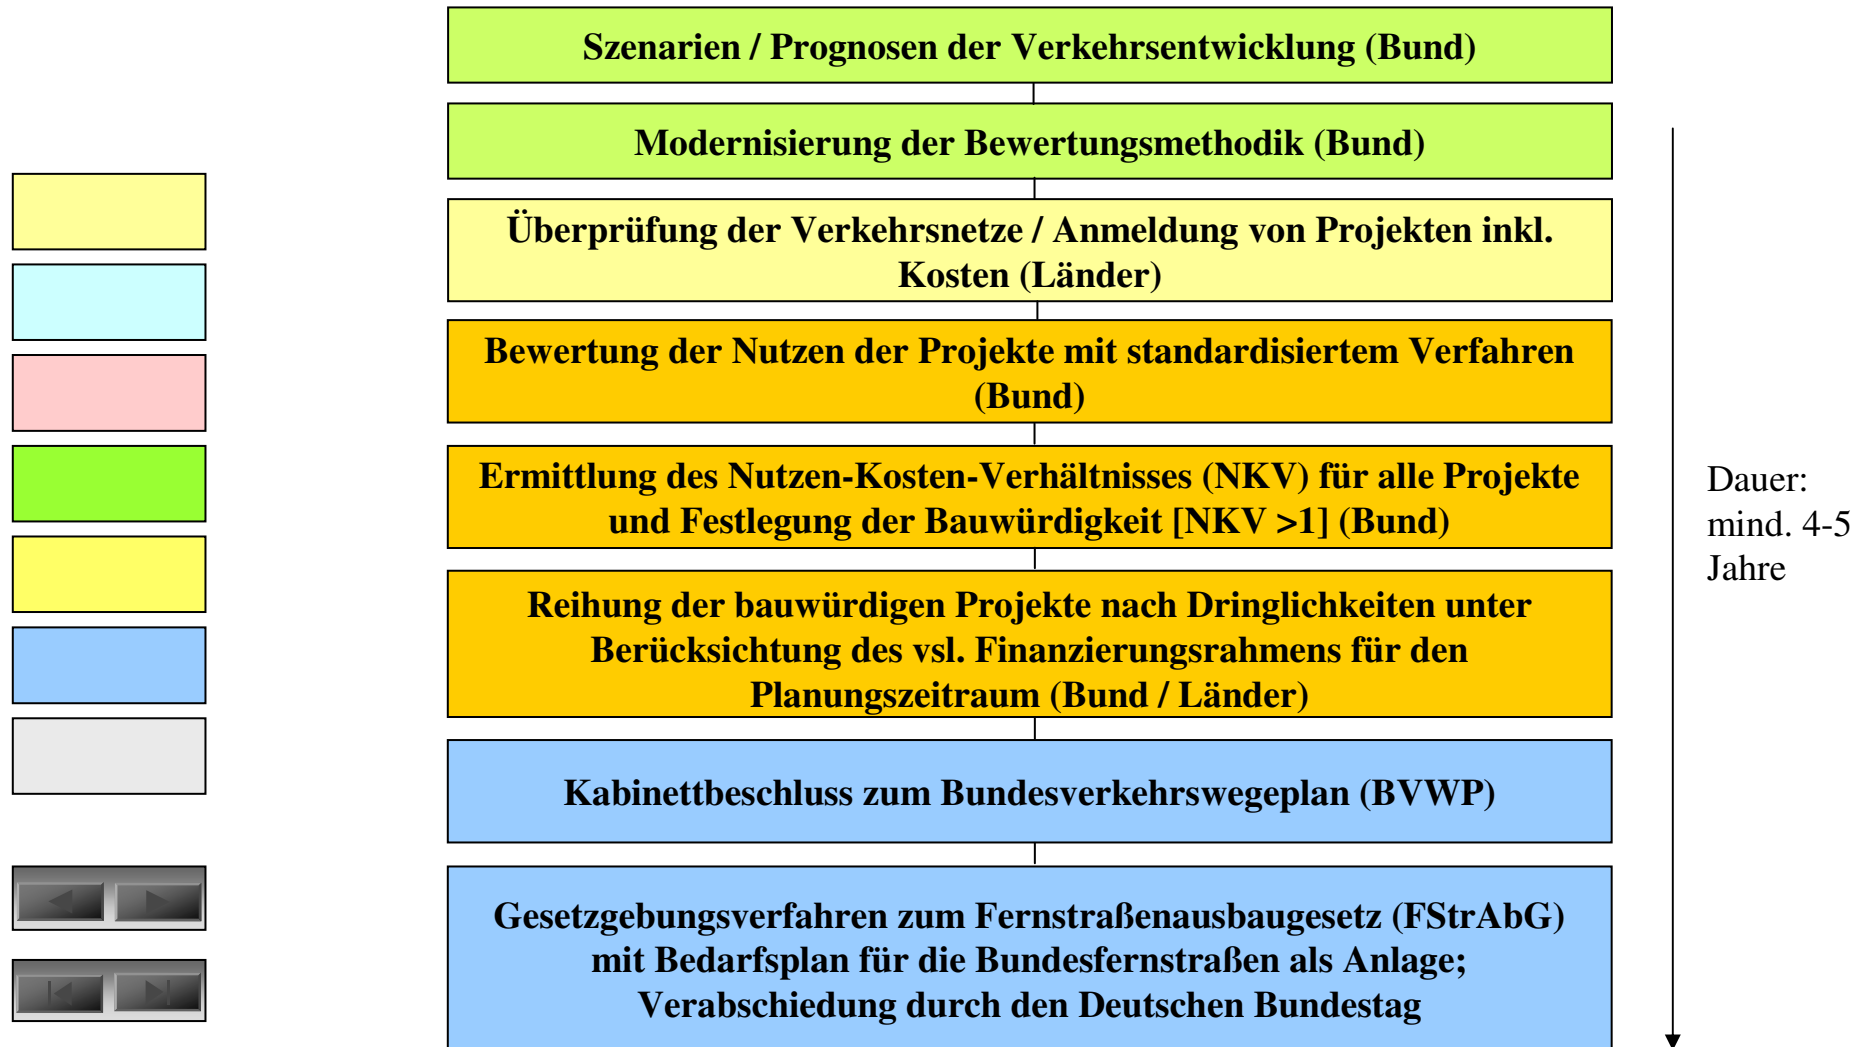 Szenarien / Prognosen der Verkehrsentwicklung (Bund)
Modernisierung der Bewertungsmethodik (Bund)
Überprüfung der Verkehrsnetze / Anmeldung von Projekten inkl.
Kosten (Länder)
Bewertung der Nutzen der Projekte mit standardisiertem Verfahren
(Bund)
Ermittlung des Nutzen-Kosten-Verhältnisses (NKV) für alle Projekte
und Festlegung der Bauwürdigkeit [NKV >1] (Bund)
Reihung der bauwürdigen Projekte nach Dringlichkeiten unter
Berücksichtung des vsl. Finanzierungsrahmens für den
Planungszeitraum (Bund / Länder)
Kabinettbeschluss zum Bundesverkehrswegeplan (BVWP)
Gesetzgebungsverfahren zum Fernstraßenausbaugesetz (FStrAbG)
mit Bedarfsplan für die Bundesfernstraßen als Anlage;
Verabschiedung durch den Deutschen Bundestag
Dauer:
mind. 4-5
Jahre